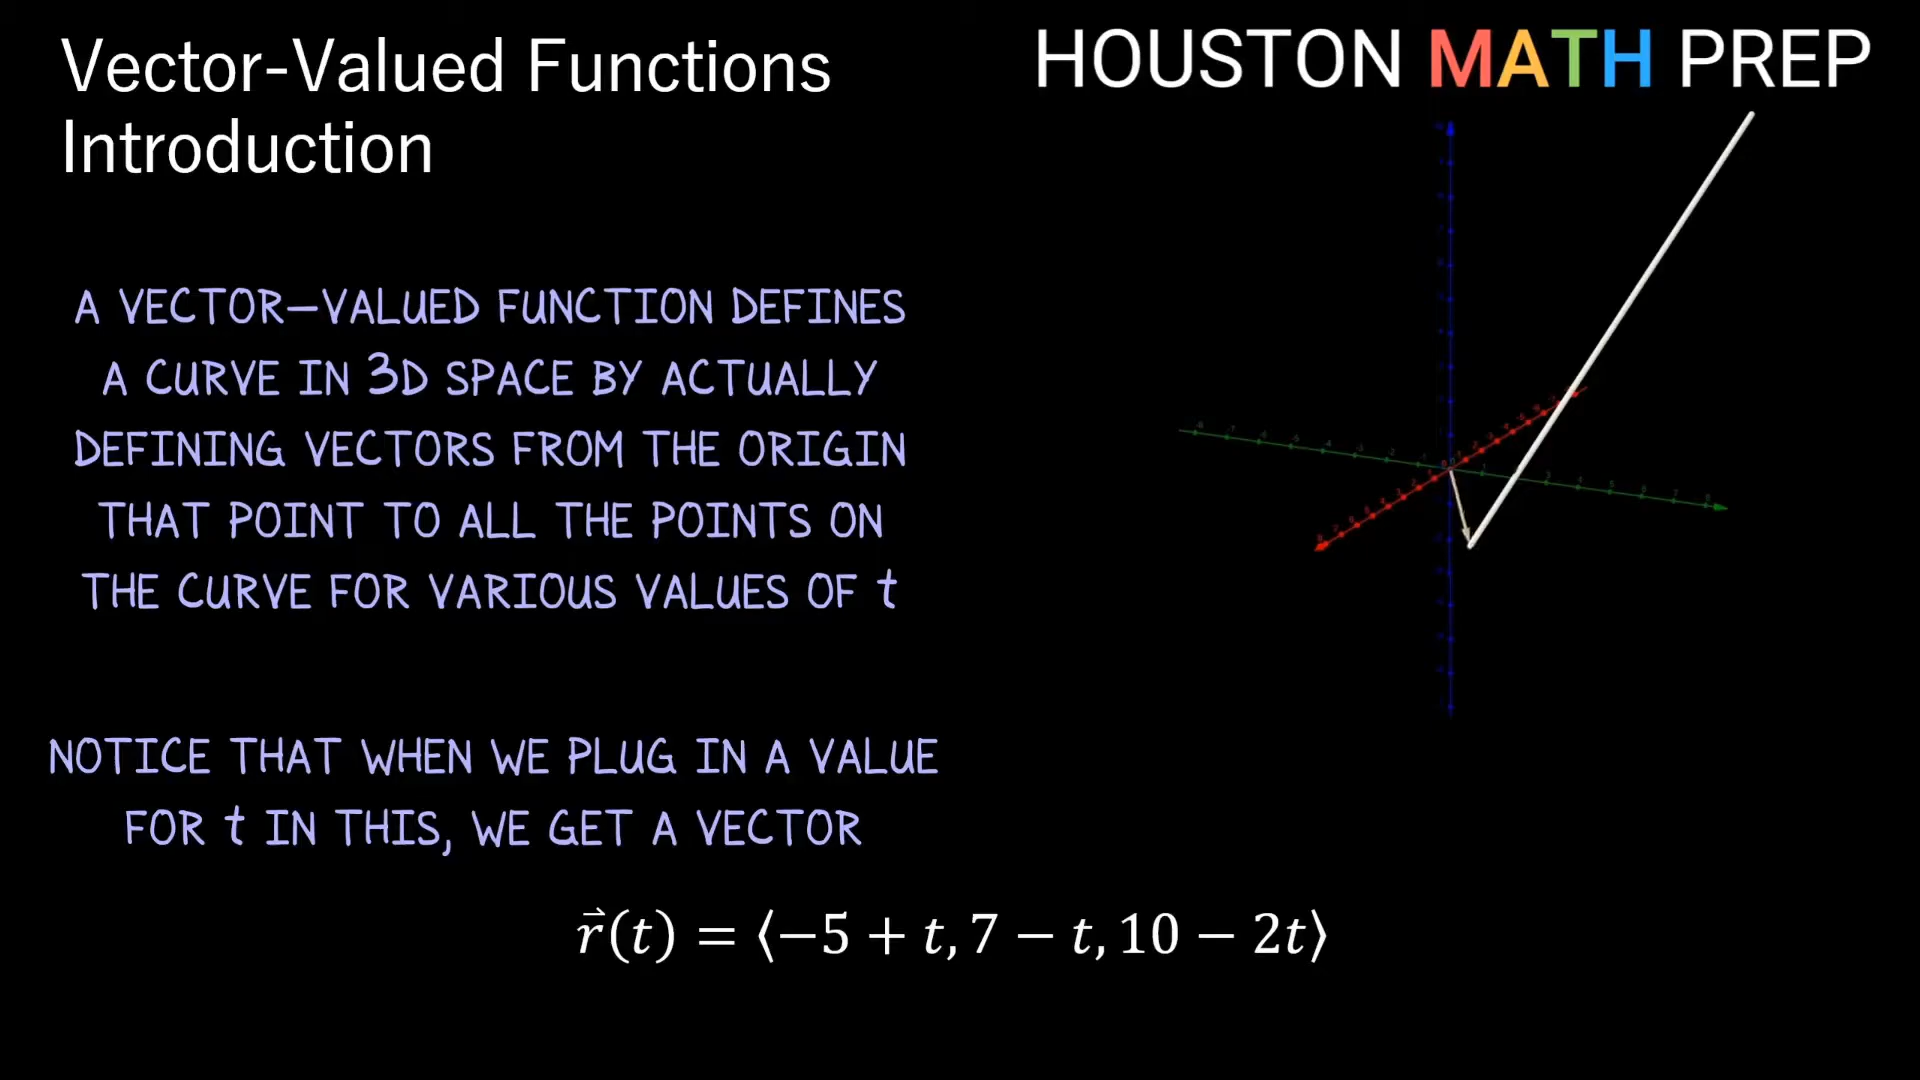 Vector-Valued Functions
Introduction
HOUSTON MATH PREP
A VECTOR–VALUED FUNCTION DEFINES
A CURVE IN 3D SPACE BY ACTUALLY
DEFINING VECTORS FROM THE ORIGIN
THAT POINT TO ALL THE POINTS ON
THE CURVE FOR VARIOUS VALUES OF t
NOTICE THAT WHEN WE PLUG IN A VALUE
FOR t IN THIS, WE GET A VECTOR
r⃗(t) = ⟨−5 + t, 7 − t, 10 − 2t⟩